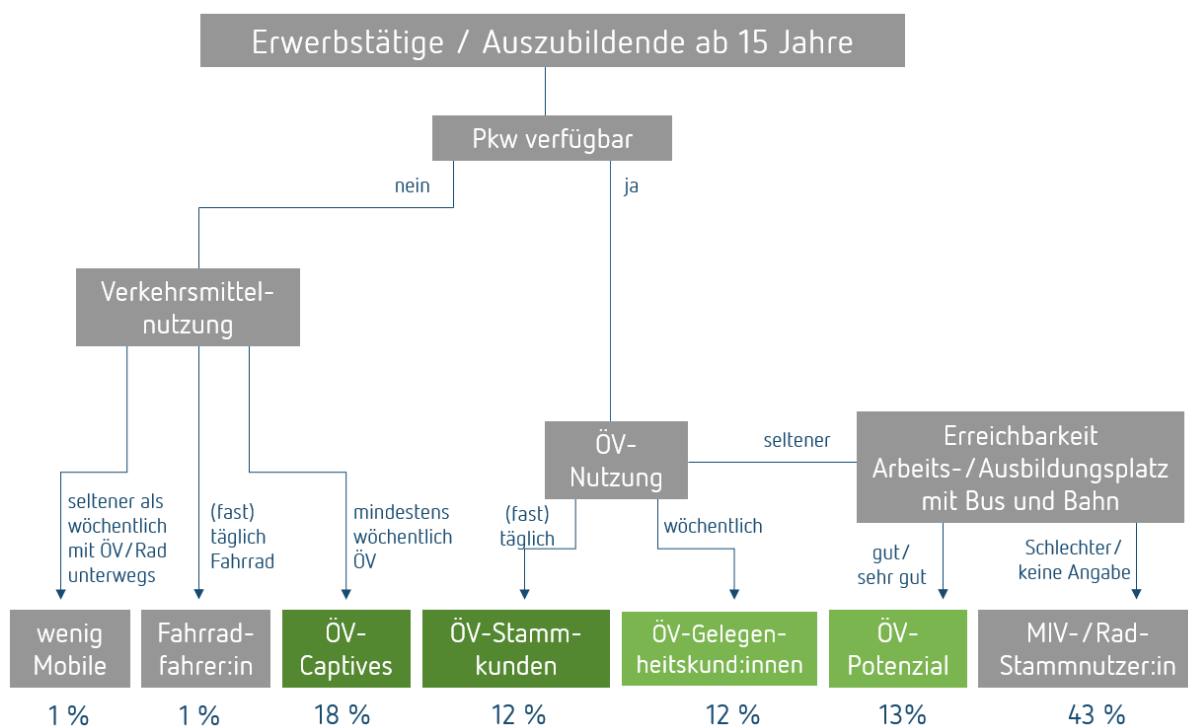 Erwerbstätige / Auszubildende ab 15 Jahre
Pkw verfügbar
nein
ja
Verkehrsmittel-
nutzung
ÖV-
Nutzung
seltener
Erreichbarkeit
Arbeits-/Ausbildungsplatz
mit Bus und Bahn
seltener als
wöchentlich
mit ÖV/Rad
unterwegs
(fast)
täglich
Fahrrad
mindestens
wöchentlich
ÖV
(fast)
täglich
wöchentlich
gut/
sehr gut
Schlechter/
keine Angabe
wenig
Mobile
Fahrrad-
fahrer:in
ÖV-
Captives
ÖV-Stamm-
kunden
ÖV-Gelegen-
heitskund:innen
ÖV-
Potenzial
MIV-/Rad-
Stammnutzer:in
1 %
1 %
18 %
12 %
12 %
13%
43 %